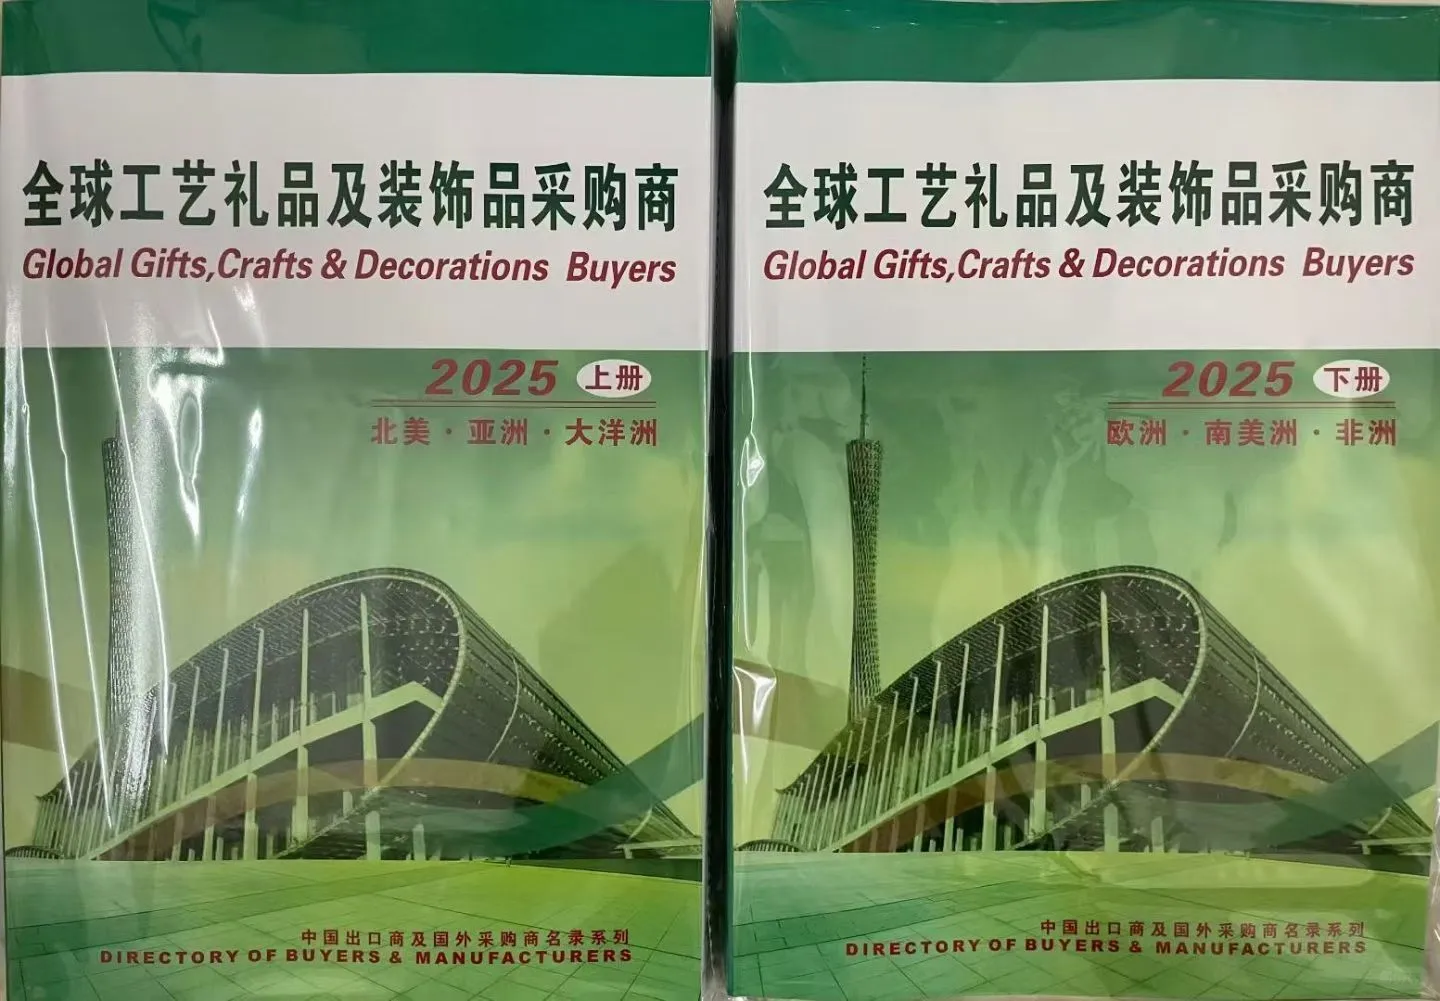 全球工艺礼品及装饰品采购商
Global Gifts,Crafts & Decorations Buyers
2025 上册
北美·亚洲·大洋洲
中国出口商及国外采购商名录系列
DIRECTORY OF BUYERS & MANUFACTURERS
全球工艺礼品及装饰品采购商
Global Gifts,Crafts & Decorations Buyers
2025 下册
欧洲·南美洲·非洲
中国出口商及国外采购商名录系列
DIRECTORY OF BUYERS & MANUFACTURERS